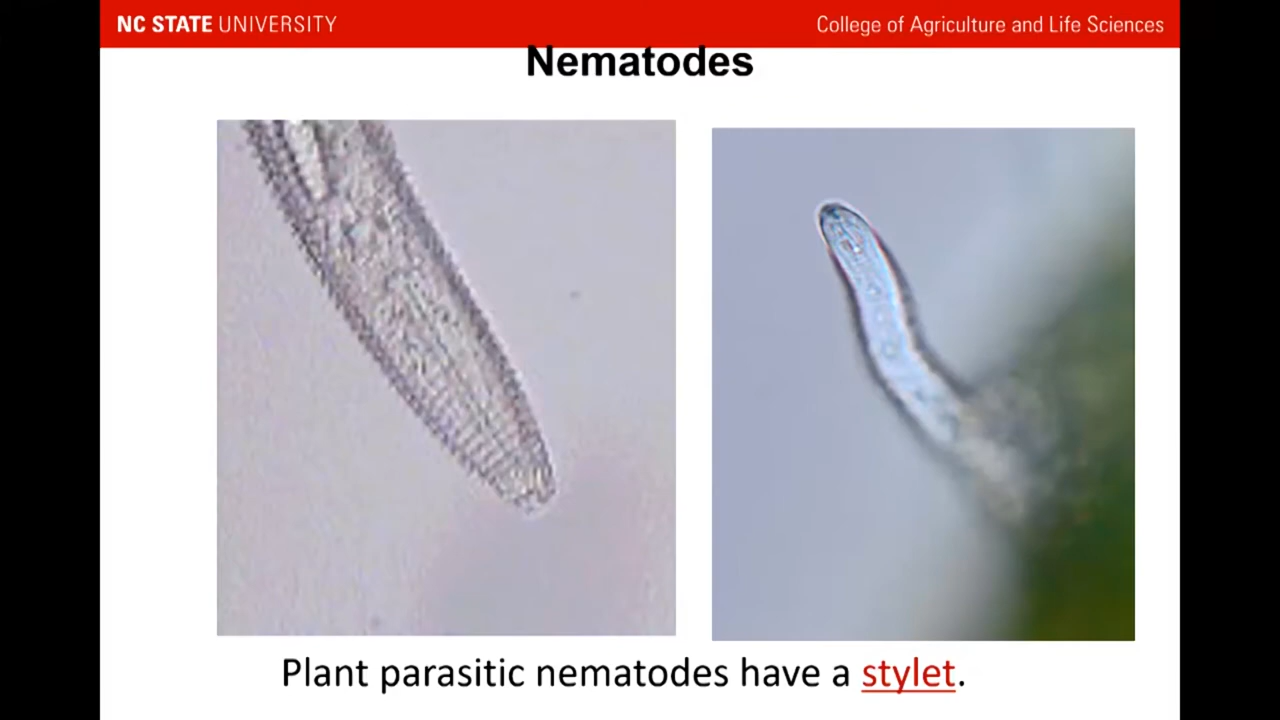 NC STATE UNIVERSITY
College of Agriculture and Life Sciences
Nematodes
Plant parasitic nematodes have a stylet.